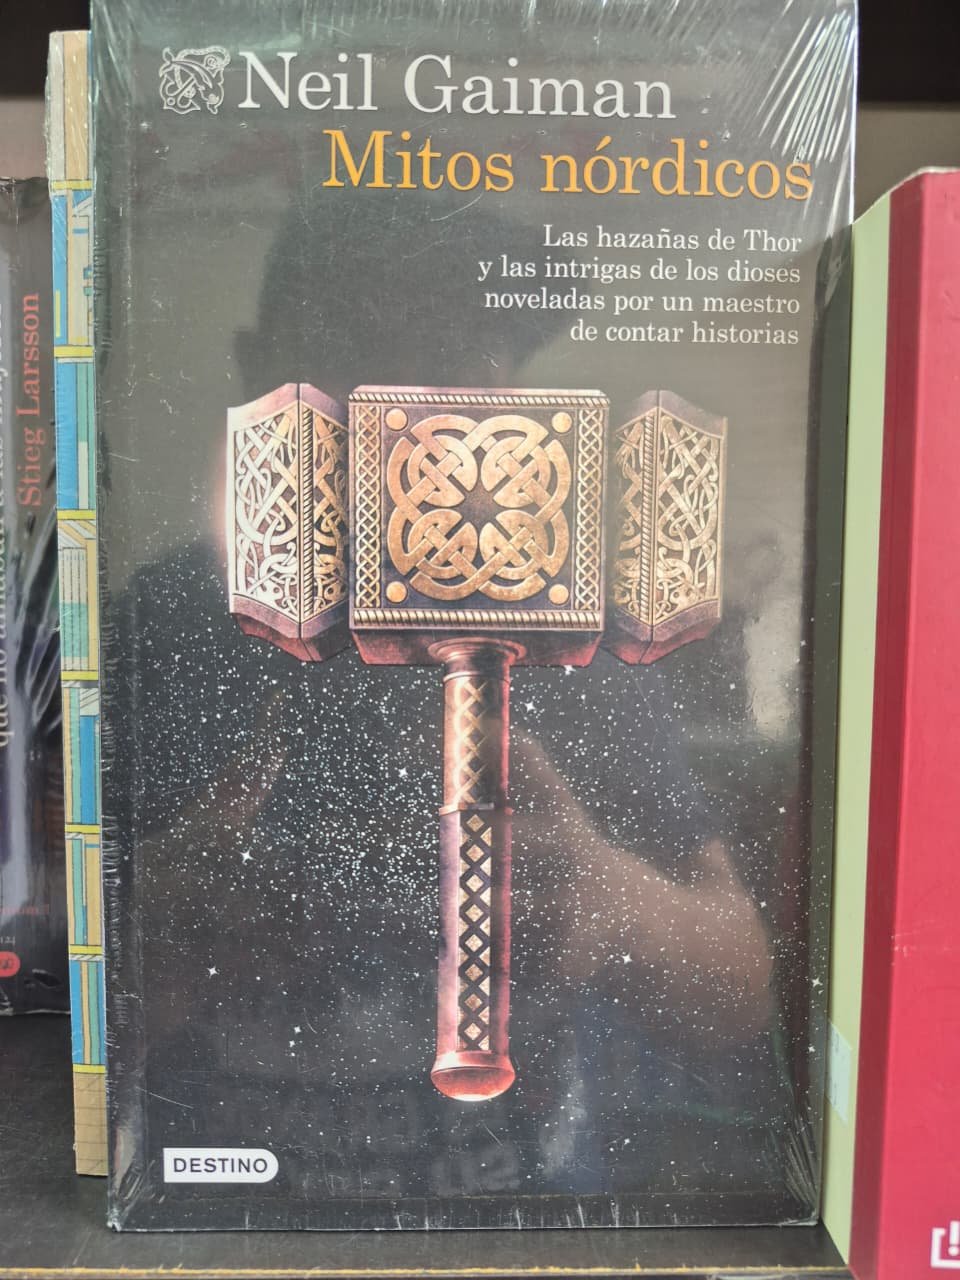 Neil Gaiman
Mitos nórdicos
Las hazañas de Thor
y las intrigas de los dioses
noveladas por un maestro
de contar historias
DESTINO
Stieg Larsson